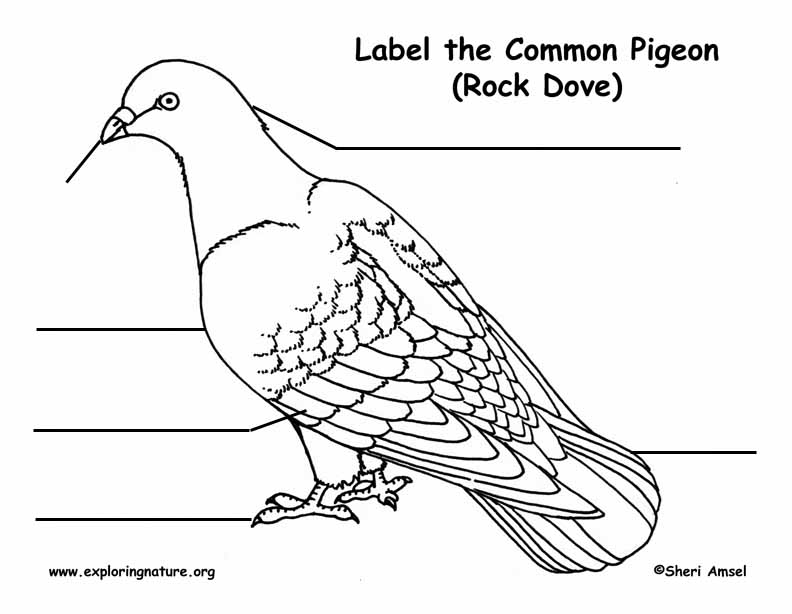 Label the Common Pigeon
(Rock Dove)
www.exploringnature.org
©Sheri Amsel